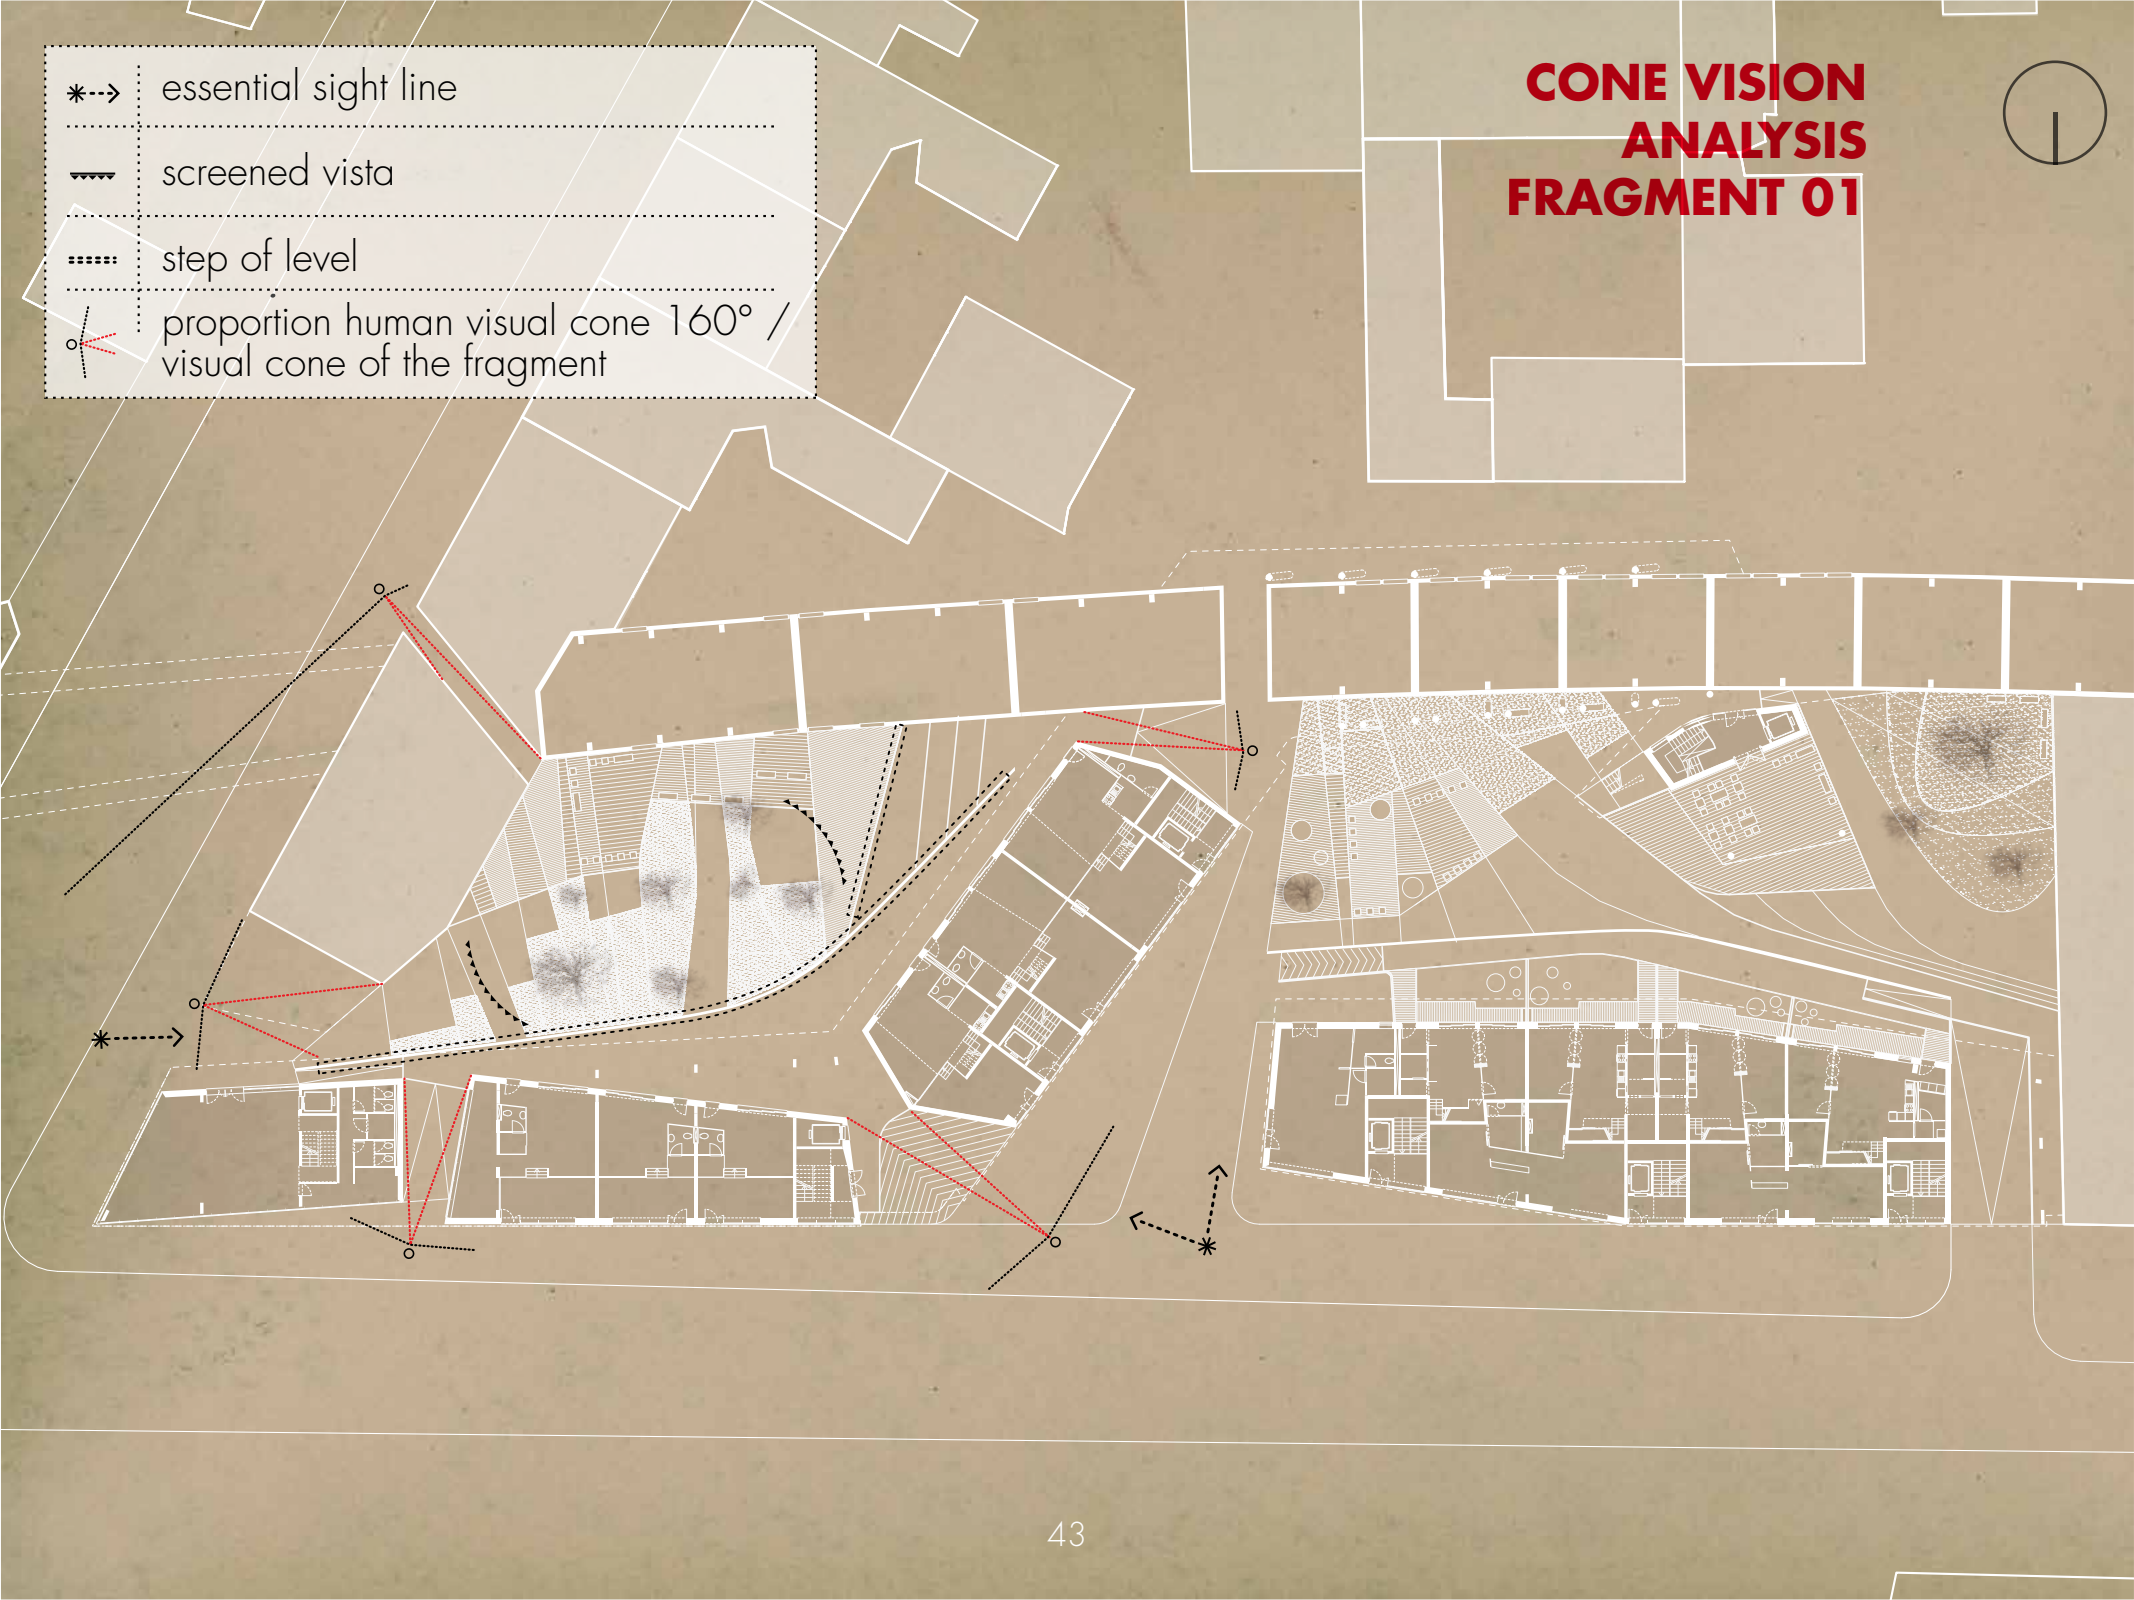 essential sight line
screened vista
step of level
proportion human visual cone 160° /
visual cone of the fragment
CONE VISION
ANALYSIS
FRAGMENT 01
43